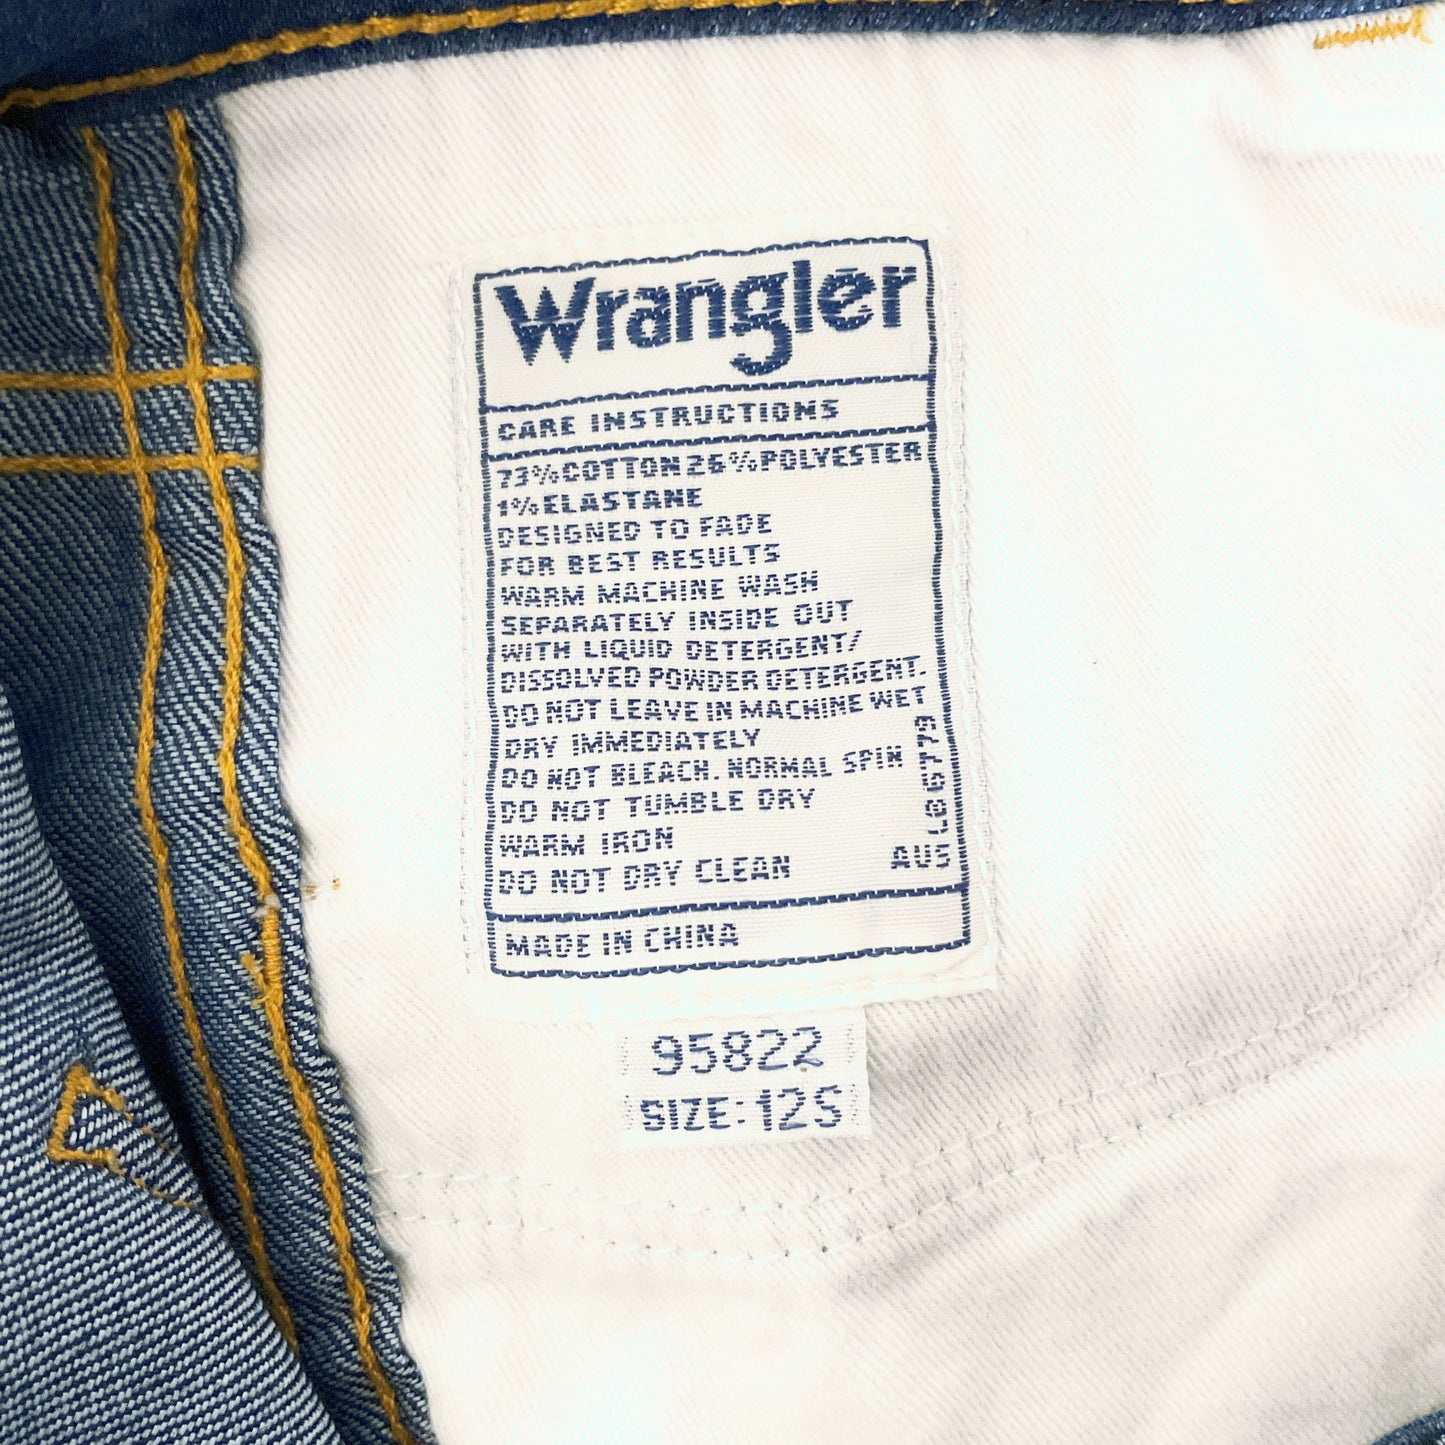 Wrangler
CARE INSTRUCTIONS
73%COTTON 26%POLYESTER
1%ELASTANE
DESIGNED TO FADE
FOR BEST RESULTS
WARM MACHINE WASH
SEPARATELY INSIDE OUT
WITH LIQUID DETERGENT/
DISSOLVED POWDER DETERGENT.
DO NOT LEAVE IN MACHINE WET
DRY IMMEDIATELY
DO NOT BLEACH. NORMAL SPIN
DO NOT TUMBLE DRY
WARM IRON
DO NOT DRY CLEAN
AUS L@6779
MADE IN CHINA
95822
SIZE: 12S